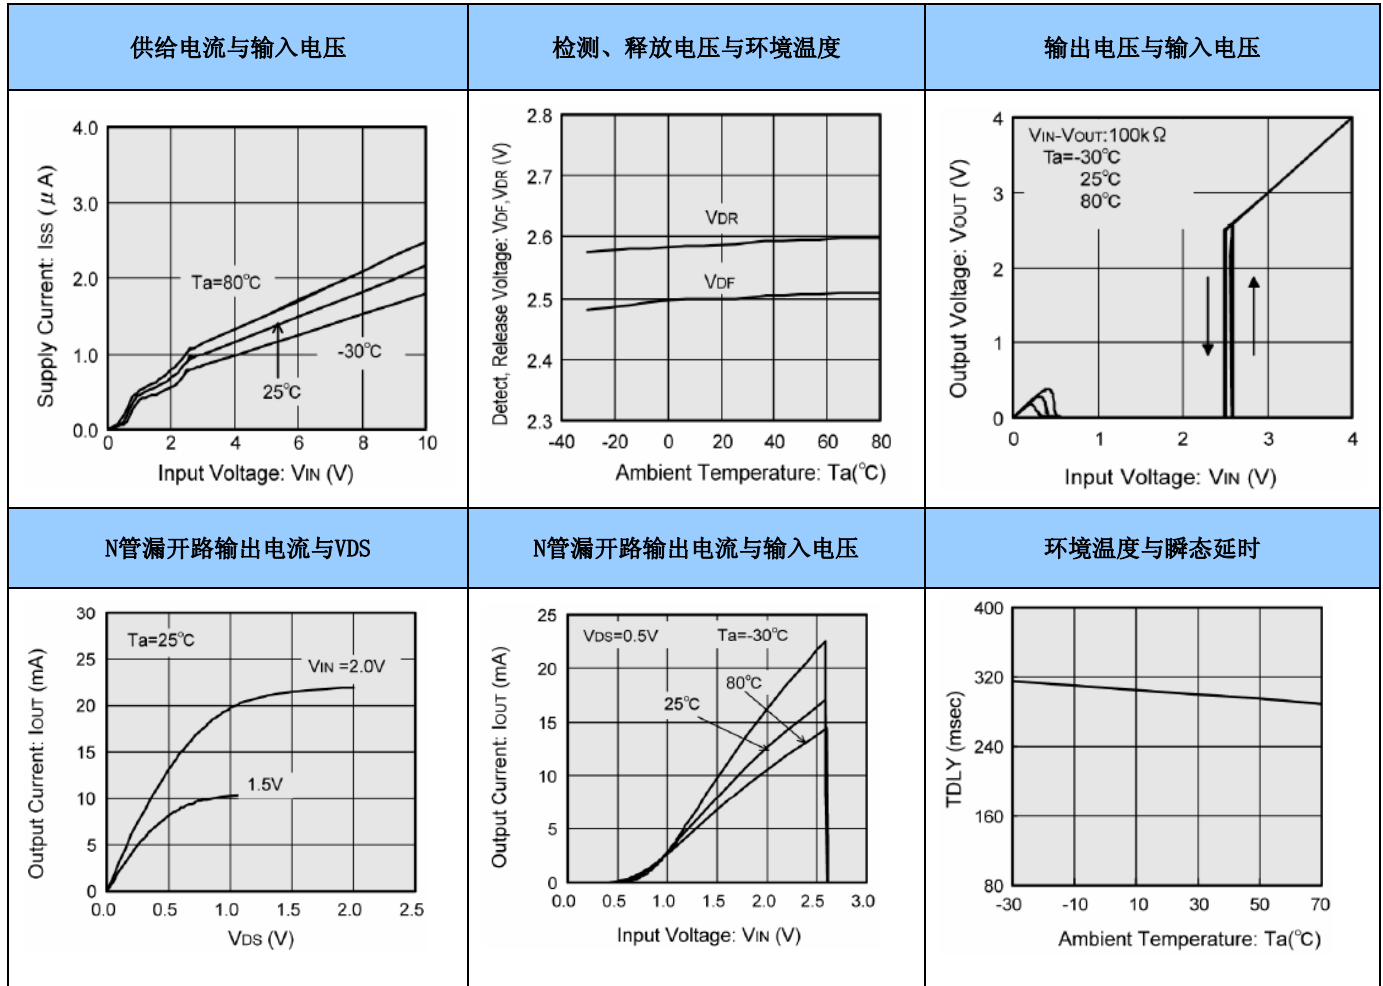 供给电流与输入电压
检测、释放电压与环境温度
输出电压与输入电压
4.0
3.0
2.0
1.0
0.0
0
2
4
6
8
10
Supply Current: ISS (μA)
Ta=80℃
-30℃
25℃
Input Voltage: VIN (V)
2.8
2.7
2.6
2.5
2.4
2.3
-40
-20
0
20
40
60
80
Detect, Release Voltage: VDF,VDR (V)
VDR
VDF
Ambient Temperature: Ta(℃)
4
3
2
1
0
0
1
2
3
4
Output Voltage: VOUT (V)
VIN-VOUT:100kΩ
Ta=-30℃
25℃
80℃
Input Voltage: VIN (V)
N管漏开路输出电流与VDS
N管漏开路输出电流与输入电压
环境温度与瞬态延时
30
25
20
15
10
5
0
0.0
0.5
1.0
1.5
2.0
2.5
Output Current: IOUT (mA)
Ta=25℃
VIN =2.0V
1.5V
VDS (V)
25
20
15
10
5
0
0.0
0.5
1.0
1.5
2.0
2.5
3.0
Output Current: IOUT (mA)
VDS=0.5V
Ta=-30℃
80℃
25℃
Input Voltage: VIN (V)
400
320
240
160
80
-30
-10
10
30
50
70
TDLY (msec)
Ambient Temperature: Ta(℃)